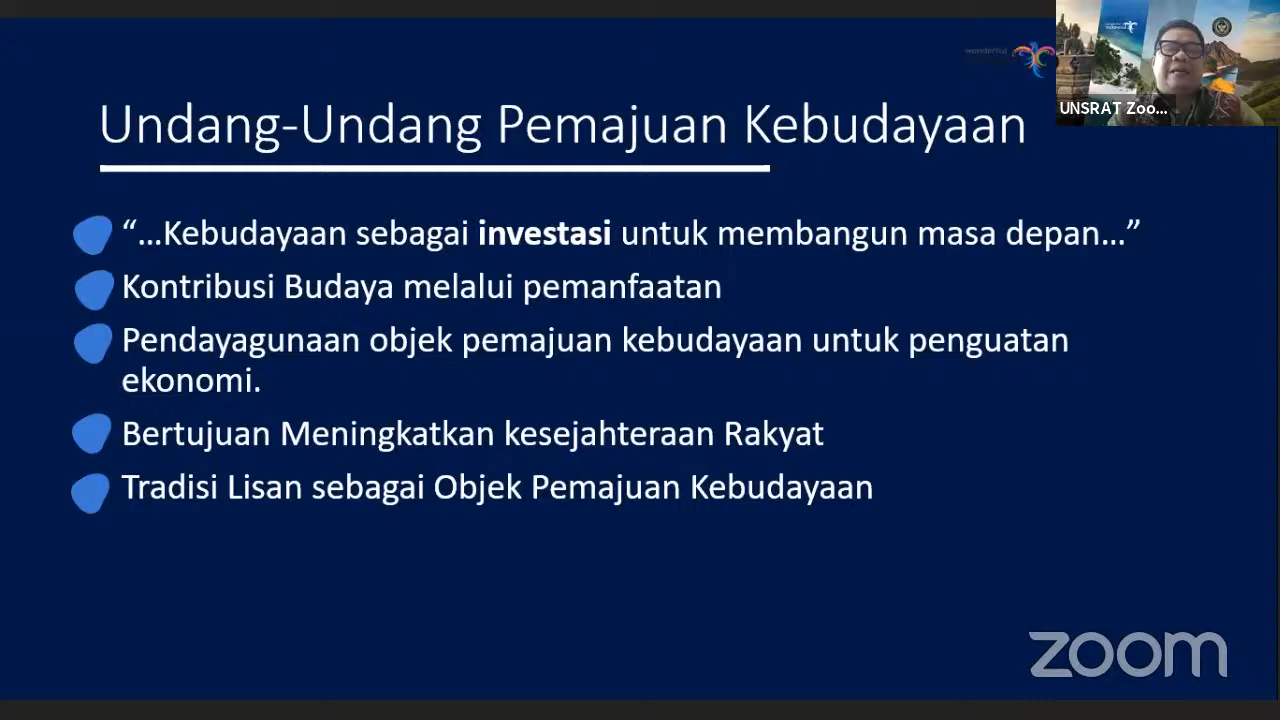 wonderful
UNSRAT Zoo...
Undang-Undang Pemajuan Kebudayaan
“...Kebudayaan sebagai investasi untuk membangun masa depan...”
Kontribusi Budaya melalui pemanfaatan
Pendayagunaan objek pemajuan kebudayaan untuk penguatan
ekonomi.
Bertujuan Meningkatkan kesejahteraan Rakyat
Tradisi Lisan sebagai Objek Pemajuan Kebudayaan
zoom